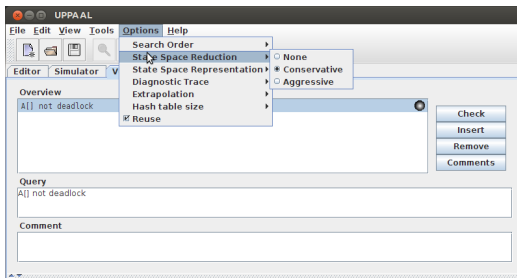 UPPAAL
File Edit View Tools Options Help
Search Order
State Space Reduction
None
State Space Representation
Conservative
Diagnostic Trace
Aggressive
Extrapolation
Hash table size
Reuse
Editor Simulator V
Overview
A[] not deadlock
Check
Insert
Remove
Comments
Query
A[] not deadlock
Comment